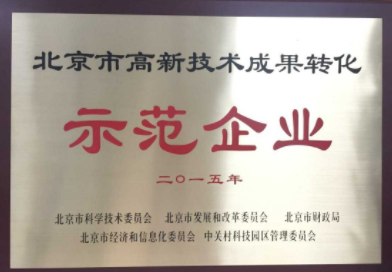 北京市高新技术成果转化
示范企业
二〇一五年
北京市科学技术委员会 北京市发展和改革委员会 北京市财政局
北京市经济和信息化委员会 中关村科技园区管理委员会